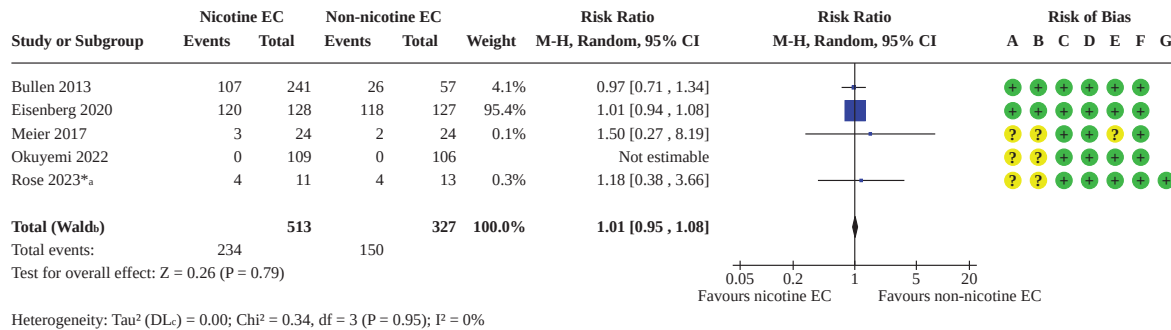 Nicotine EC Non-nicotine EC Risk Ratio Risk Ratio Risk of Bias
Study or Subgroup Events Total Events Total Weight M-H, Random, 95% CI M-H, Random, 95% CI A B C D E F G
Bullen 2013 107 241 26 57 4.1% 0.97 [0.71 , 1.34] + + + + + +
Eisenberg 2020 120 128 118 127 95.4% 1.01 [0.94 , 1.08] + + + + + +
Meier 2017 3 24 2 24 0.1% 1.50 [0.27 , 8.19] ? ? + + ? +
Okuyemi 2022 0 109 0 106 Not estimable ? ? + + + +
Rose 2023*a 4 11 4 13 0.3% 1.18 [0.38 , 3.66] ? ? + + + + +
Total (Waldb) 513 327 100.0% 1.01 [0.95 , 1.08]
Total events: 234 150
Test for overall effect: Z = 0.26 (P = 0.79)
0.05 0.2 1 5 20
Favours nicotine EC Favours non-nicotine EC
Heterogeneity: Tau² (DLc) = 0.00; Chi² = 0.34, df = 3 (P = 0.95); I² = 0%